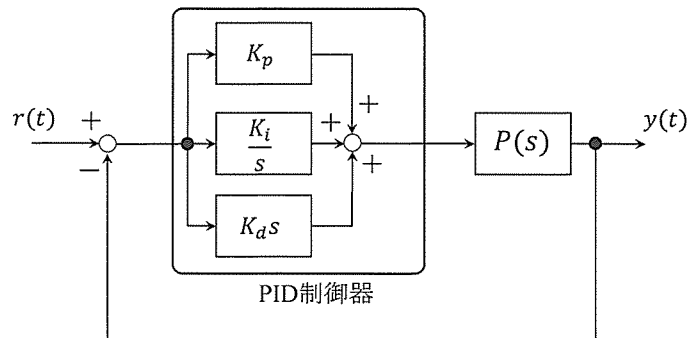 K_p
r(t)
+
+
+
K_i
s
+
P(s)
y(t)
−
K_d s
PID制御器